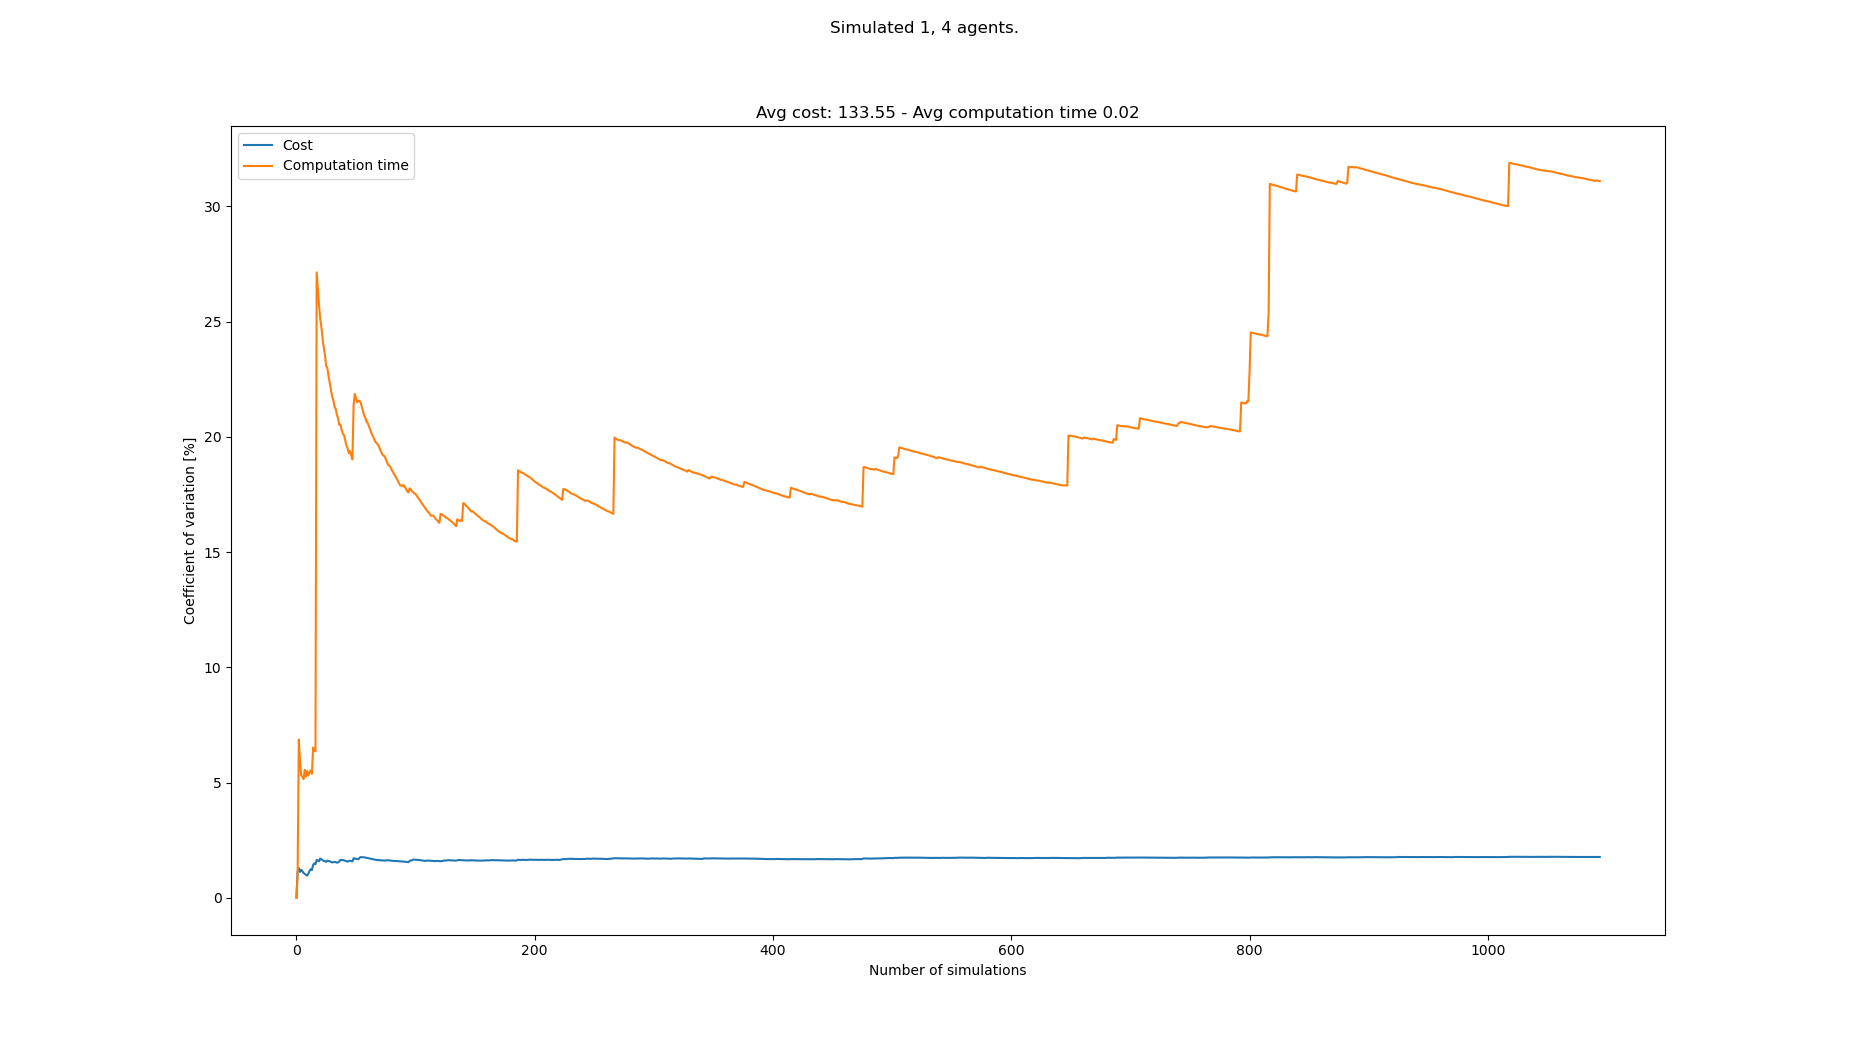 Simulated 1, 4 agents.
Avg cost: 133.55 - Avg computation time 0.02
Cost
Computation time
30
25
20
15
10
5
0
Coefficient of variation [%]
0 200 400 600 800 1000
Number of simulations